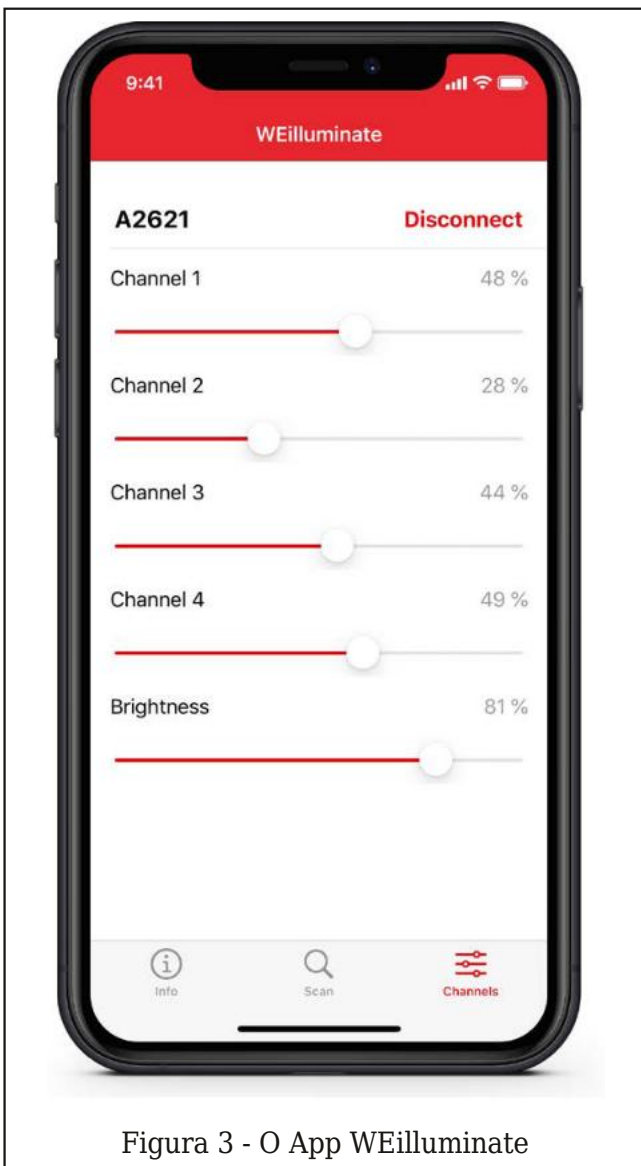 9:41
WEilluminate
A2621 Disconnect
Channel 1 48 %
Channel 2 28 %
Channel 3 44 %
Channel 4 49 %
Brightness 81 %
Info Scan Channels
Figura 3 - O App WEilluminate